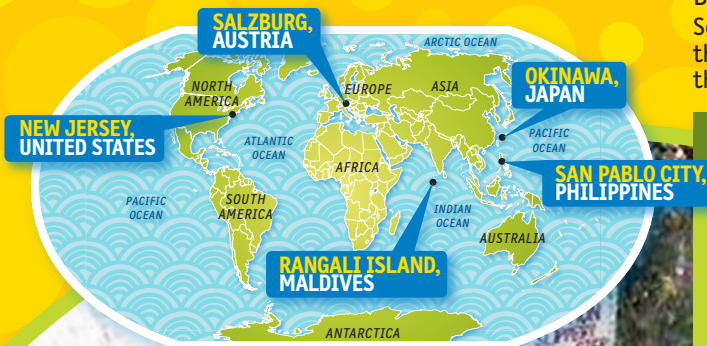 SALZBURG,
AUSTRIA
ARCTIC OCEAN
NORTH
AMERICA
EUROPE
ASIA
OKINAWA,
JAPAN
NEW JERSEY,
UNITED STATES
ATLANTIC
OCEAN
PACIFIC
OCEAN
AFRICA
SAN PABLO CITY,
PHILIPPINES
PACIFIC
OCEAN
SOUTH
AMERICA
INDIAN
OCEAN
AUSTRALIA
RANGALI ISLAND,
MALDIVES
ANTARCTICA